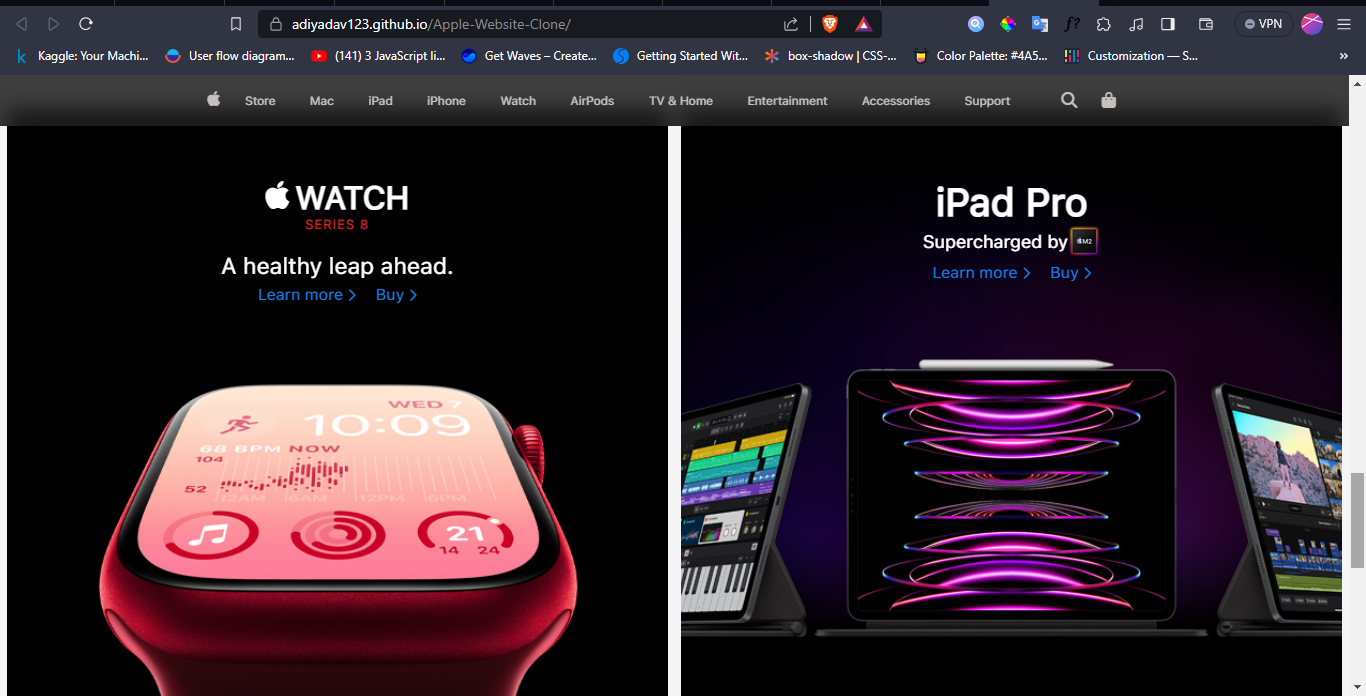 adiyadav123.github.io/Apple-Website-Clone/
VPN
Kaggle: Your Machi... User flow diagram... (141) 3 JavaScript li... Get Waves – Create... Getting Started Wit... box-shadow | CSS-... Color Palette: #4A5... Customization — S... »
Store Mac iPad iPhone Watch AirPods TV & Home Entertainment Accessories Support
WATCH
SERIES 8
A healthy leap ahead.
Learn more > Buy >
WED 7
10:09
68 BPM NOW
104
52
12AM 6AM 12PM 6PM
21
14 24
iPad Pro
Supercharged by M2
Learn more > Buy >